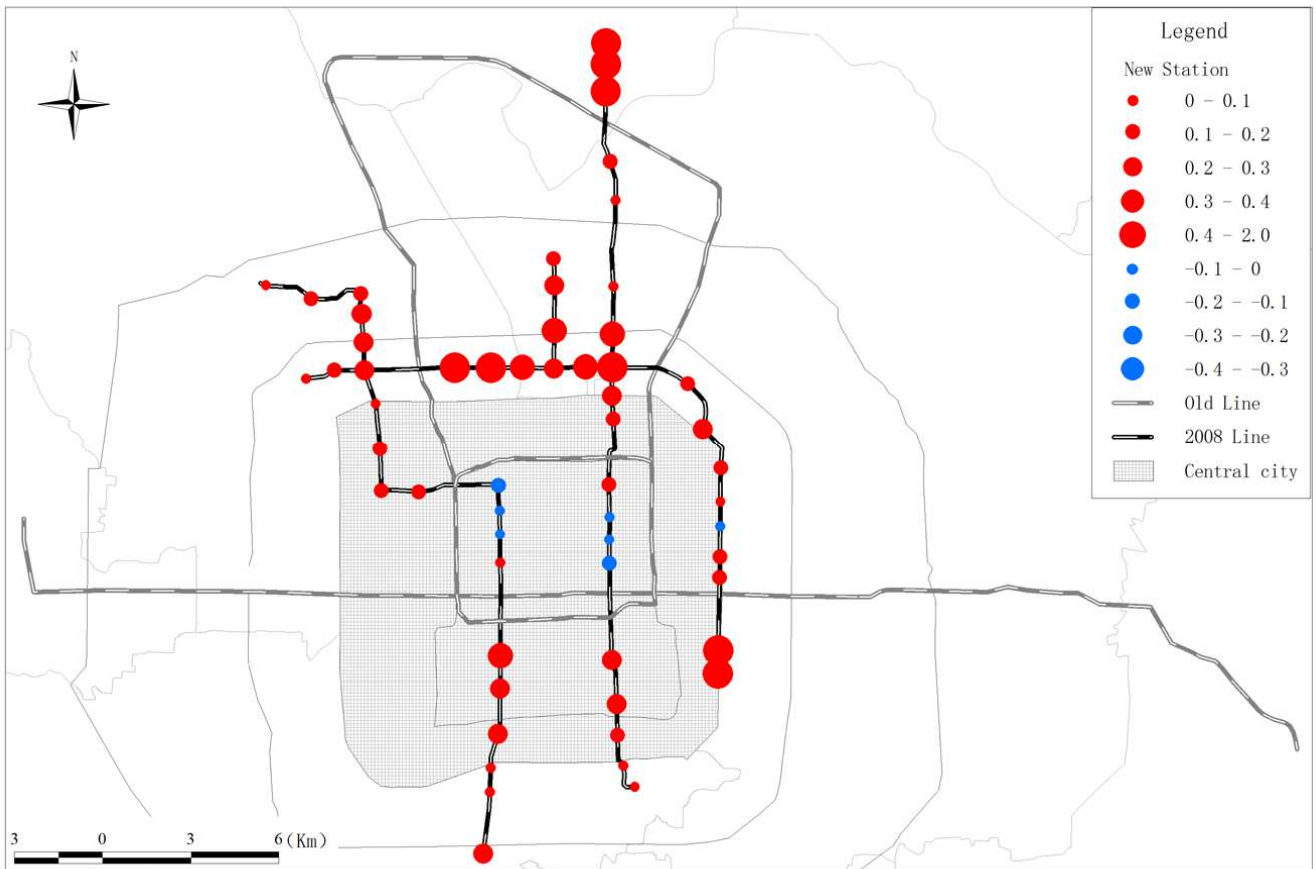 N
Legend
New Station
0 - 0.1
0.1 - 0.2
0.2 - 0.3
0.3 - 0.4
0.4 - 2.0
-0.1 - 0
-0.2 - -0.1
-0.3 - -0.2
-0.4 - -0.3
Old Line
2008 Line
Central city
3 0 3 6 (Km)